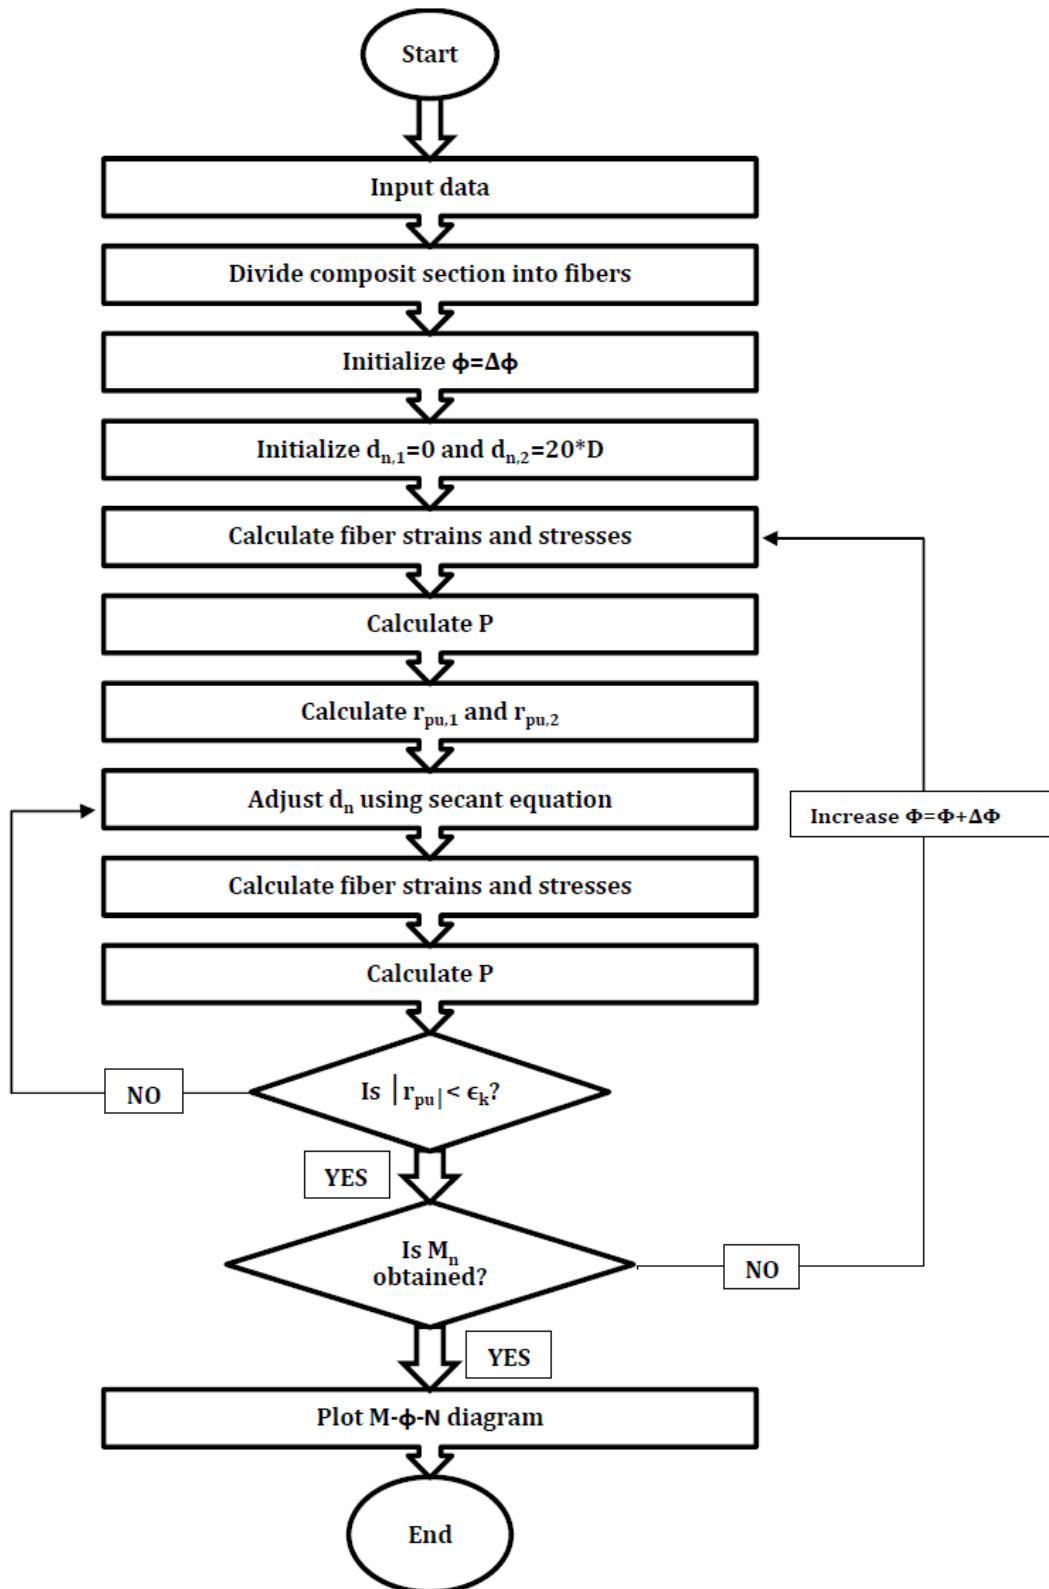 Start
Input data
Divide composit section into fibers
Initialize ϕ=Δϕ
Initialize dn,1=0 and dn,2=20*D
Calculate fiber strains and stresses
Calculate P
Calculate rpu,1 and rpu,2
Adjust dn using secant equation
Increase Φ=Φ+ΔΦ
Calculate fiber strains and stresses
Calculate P
Is |rpu|< ϵk?
NO
YES
Is Mn
obtained?
NO
YES
Plot M-ϕ-N diagram
End